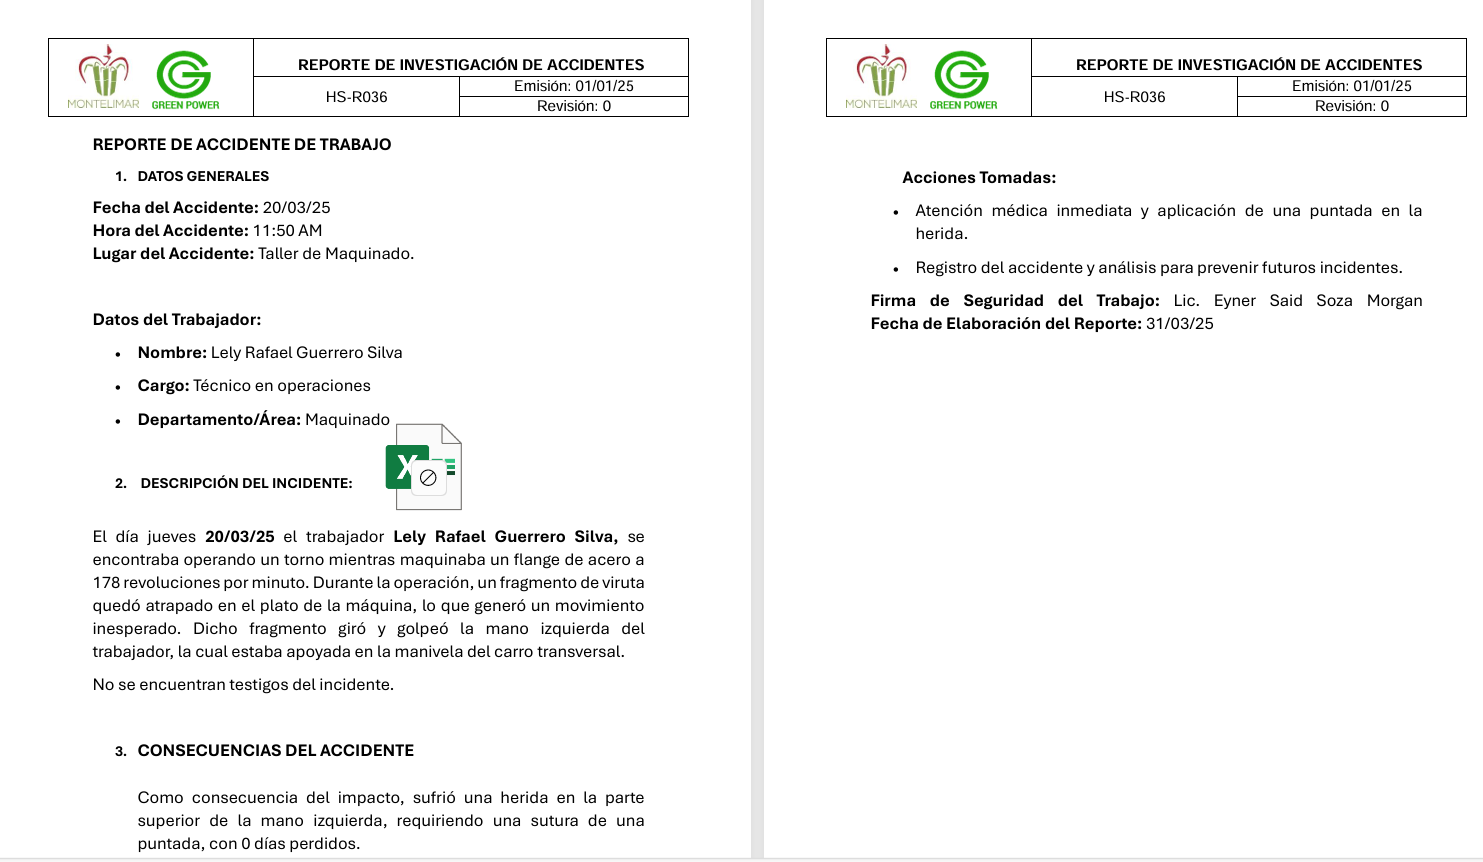 MONTELIMAR
GREEN POWER
REPORTE DE INVESTIGACIÓN DE ACCIDENTES
HS-R036
Emisión: 01/01/25
Revisión: 0
REPORTE DE ACCIDENTE DE TRABAJO
1. DATOS GENERALES
Fecha del Accidente: 20/03/25
Hora del Accidente: 11:50 AM
Lugar del Accidente: Taller de Maquinado.
Datos del Trabajador:
• Nombre: Lely Rafael Guerrero Silva
• Cargo: Técnico en operaciones
• Departamento/Área: Maquinado
X
2. DESCRIPCIÓN DEL INCIDENTE:
El día jueves 20/03/25 el trabajador Lely Rafael Guerrero Silva, se
encontraba operando un torno mientras maquinaba un flange de acero a
178 revoluciones por minuto. Durante la operación, un fragmento de viruta
quedó atrapado en el plato de la máquina, lo que generó un movimiento
inesperado. Dicho fragmento giró y golpeó la mano izquierda del
trabajador, la cual estaba apoyada en la manivela del carro transversal.
No se encuentran testigos del incidente.
3. CONSECUENCIAS DEL ACCIDENTE
Como consecuencia del impacto, sufrió una herida en la parte
superior de la mano izquierda, requiriendo una sutura de una
puntada, con 0 días perdidos.
MONTELIMAR
GREEN POWER
REPORTE DE INVESTIGACIÓN DE ACCIDENTES
HS-R036
Emisión: 01/01/25
Revisión: 0
Acciones Tomadas:
• Atención médica inmediata y aplicación de una puntada en la
herida.
• Registro del accidente y análisis para prevenir futuros incidentes.
Firma de Seguridad del Trabajo: Lic. Eyner Said Soza Morgan
Fecha de Elaboración del Reporte: 31/03/25